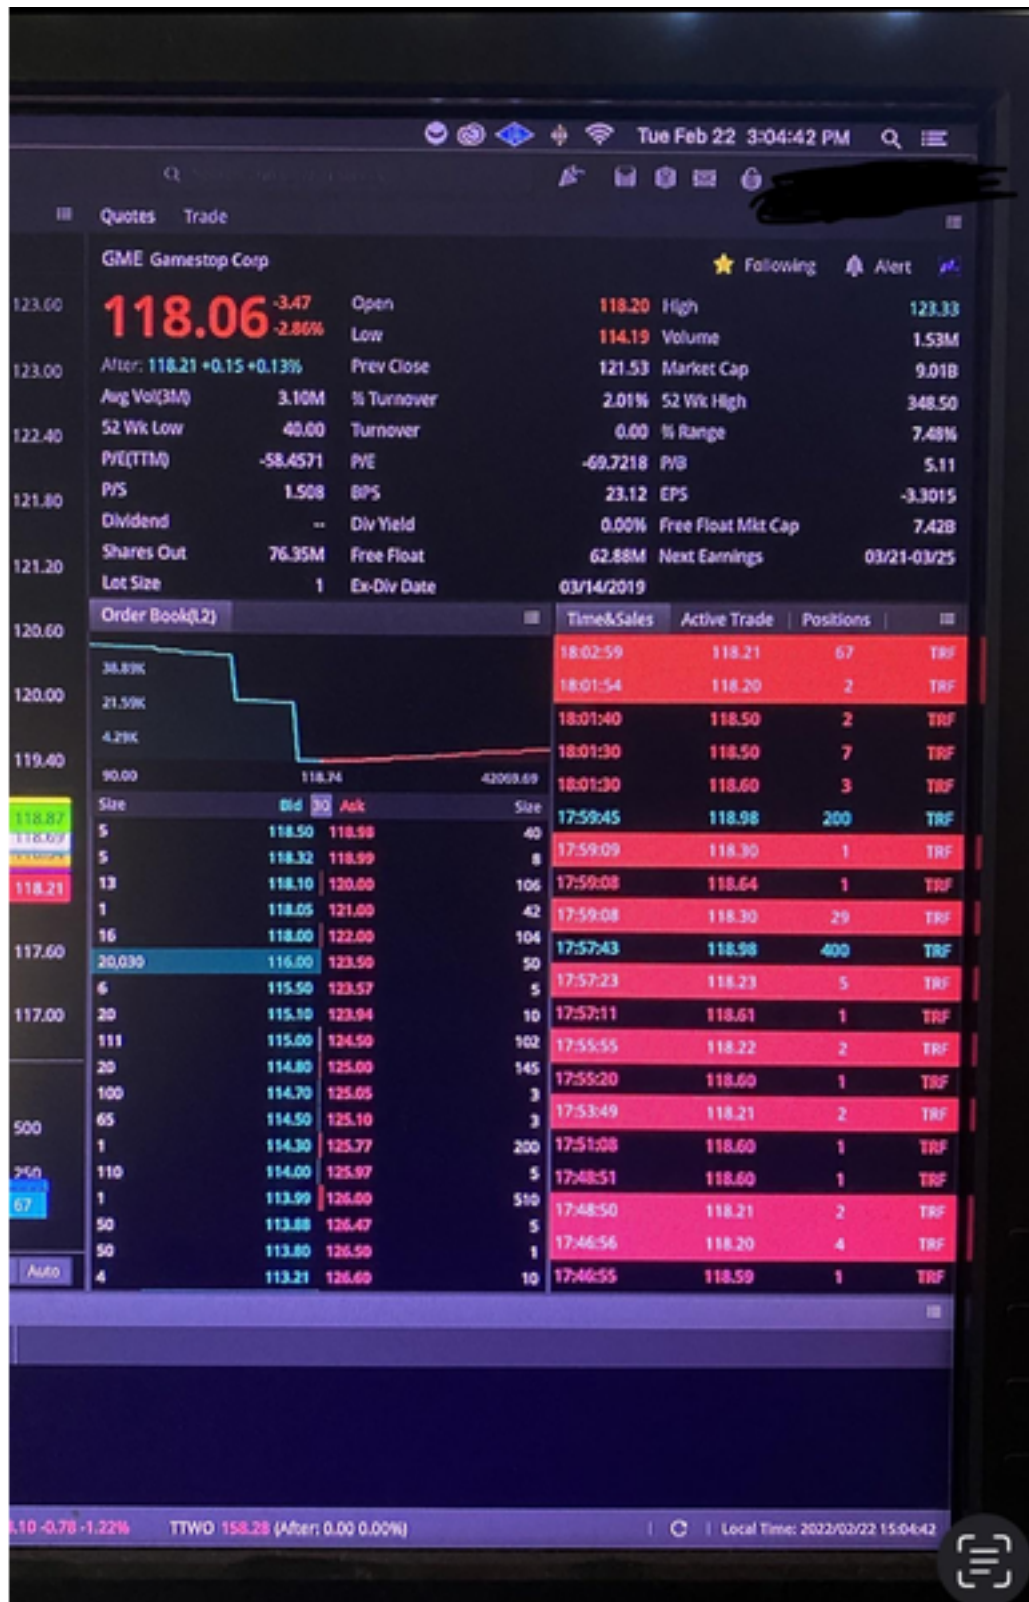 Tue Feb 22 3:04:42 PM
Quotes Trade
GME Gamestop Corp
Following Alert
118.06 -3.47 -2.86%
After: 118.21 +0.15 +0.13%
Open 118.20 High 123.33
Low 114.19 Volume 1.53M
Prev Close 121.53 Market Cap 9.01B
Avg Vol(3M) 3.10M % Turnover 2.01% 52 Wk High 348.50
52 Wk Low 40.00 Turnover 0.00 % Range 7.48%
P/E(TTM) -58.4571 P/E -69.7218 P/B 5.11
P/S 1.508 BPS 23.12 EPS -3.3015
Dividend -- Div Yield 0.00% Free Float Mkt Cap 7.42B
Shares Out 76.35M Free Float 62.88M Next Earnings 03/21-03/25
Lot Size 1 Ex-Div Date 03/14/2019
123.60
123.00
122.40
121.80
121.20
120.60
120.00
119.40
118.87
118.69
118.21
117.60
117.00
500
250
67
Auto
Order Book(L2)
38.89K
21.59K
4.29K
90.00 118.74 42069.69
Size Bid 30 Ask Size
5 118.50 118.98 40
5 118.32 118.99 8
13 118.10 120.00 106
1 118.05 121.00 42
16 118.00 122.00 104
20,030 116.00 123.50 50
6 115.50 123.57 5
20 115.10 123.94 10
111 115.00 124.50 102
20 114.80 125.00 145
100 114.70 125.05 3
65 114.50 125.10 3
1 114.30 125.77 200
110 114.00 125.97 5
1 113.99 126.00 510
50 113.88 126.47 5
50 113.80 126.50 1
4 113.21 126.60 10
Time&Sales Active Trade Positions
18:02:59 118.21 67 TRF
18:01:54 118.20 2 TRF
18:01:40 118.50 2 TRF
18:01:30 118.50 7 TRF
18:01:30 118.60 3 TRF
17:59:45 118.98 200 TRF
17:59:09 118.30 1 TRF
17:59:08 118.64 1 TRF
17:59:08 118.30 29 TRF
17:57:43 118.98 400 TRF
17:57:23 118.23 5 TRF
17:57:11 118.61 1 TRF
17:55:55 118.22 2 TRF
17:55:20 118.60 1 TRF
17:53:49 118.21 2 TRF
17:51:08 118.60 1 TRF
17:48:51 118.60 1 TRF
17:48:50 118.21 2 TRF
17:46:56 118.20 4 TRF
17:46:55 118.59 1 TRF
.10 -0.78 -1.22% TTWO 158.28 (After: 0.00 0.00%) Local Time: 2022/02/22 15:04:42